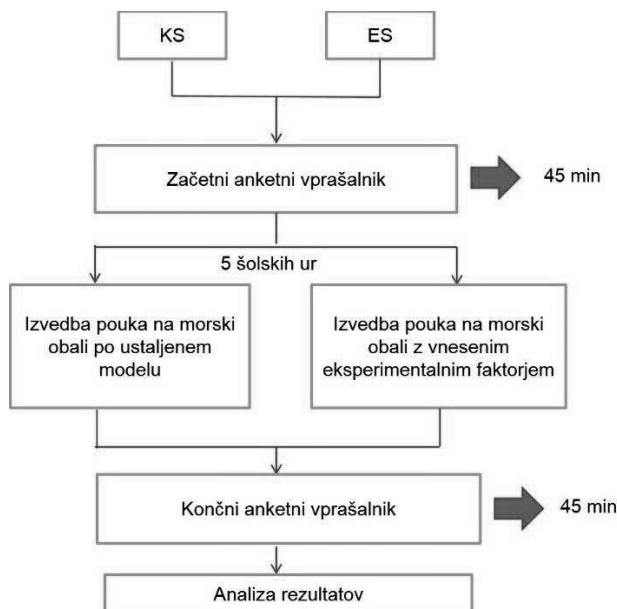 KS
ES
Začetni anketni vprašalnik
45 min
5 šolskih ur
Izvedba pouka na morski
obali po ustaljenem
modelu
Izvedba pouka na morski
obali z vnesenim
eksperimentalnim faktorjem
Končni anketni vprašalnik
45 min
Analiza rezultatov